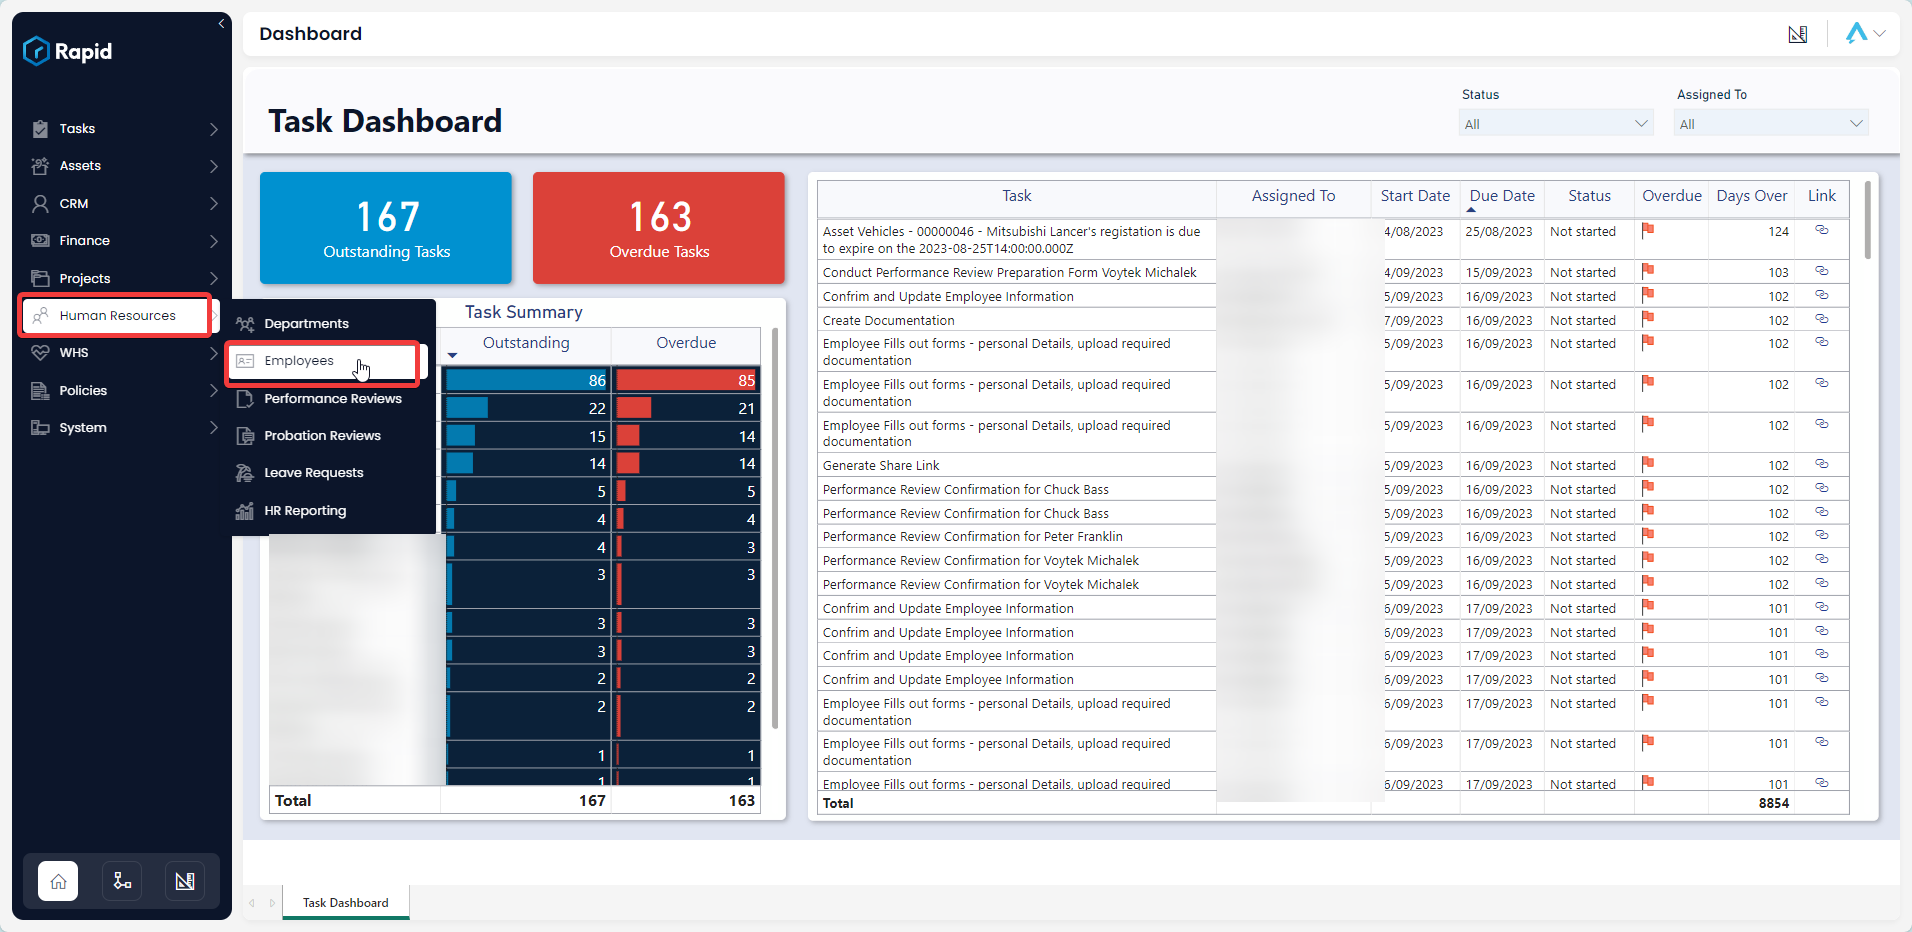 Rapid
Dashboard
Tasks
Assets
CRM
Finance
Projects
Human Resources
WHS
Policies
System
Departments
Employees
Performance Reviews
Probation Reviews
Leave Requests
HR Reporting
Task Dashboard
Status
All
Assigned To
All
167
Outstanding Tasks
163
Overdue Tasks
Task Summary
Outstanding Overdue
86 85
22 21
15 14
14 14
5 5
4 4
4 3
3 3
3 3
3 3
2 2
2 2
1 1
1 1
Total 167 163
Task Assigned To Start Date Due Date Status Overdue Days Over Link
Asset Vehicles - 00000046 - Mitsubishi Lancer's registation is due 4/08/2023 25/08/2023 Not started 124
to expire on the 2023-08-25T14:00:00.000Z
Conduct Performance Review Preparation Form Voytek Michalek 4/09/2023 15/09/2023 Not started 103
Confrim and Update Employee Information 5/09/2023 16/09/2023 Not started 102
Create Documentation 7/09/2023 16/09/2023 Not started 102
Employee Fills out forms - personal Details, upload required 5/09/2023 16/09/2023 Not started 102
documentation
Employee Fills out forms - personal Details, upload required 5/09/2023 16/09/2023 Not started 102
documentation
Employee Fills out forms - personal Details, upload required 5/09/2023 16/09/2023 Not started 102
documentation
Generate Share Link 5/09/2023 16/09/2023 Not started 102
Performance Review Confirmation for Chuck Bass 5/09/2023 16/09/2023 Not started 102
Performance Review Confirmation for Chuck Bass 5/09/2023 16/09/2023 Not started 102
Performance Review Confirmation for Peter Franklin 5/09/2023 16/09/2023 Not started 102
Performance Review Confirmation for Voytek Michalek 5/09/2023 16/09/2023 Not started 102
Performance Review Confirmation for Voytek Michalek 5/09/2023 16/09/2023 Not started 102
Confrim and Update Employee Information 6/09/2023 17/09/2023 Not started 101
Confrim and Update Employee Information 6/09/2023 17/09/2023 Not started 101
Confrim and Update Employee Information 6/09/2023 17/09/2023 Not started 101
Confrim and Update Employee Information 6/09/2023 17/09/2023 Not started 101
Employee Fills out forms - personal Details, upload required 6/09/2023 17/09/2023 Not started 101
documentation
Employee Fills out forms - personal Details, upload required 6/09/2023 17/09/2023 Not started 101
documentation
Employee Fills out forms - personal Details, upload required 6/09/2023 17/09/2023 Not started 101
Total 8854
Task Dashboard